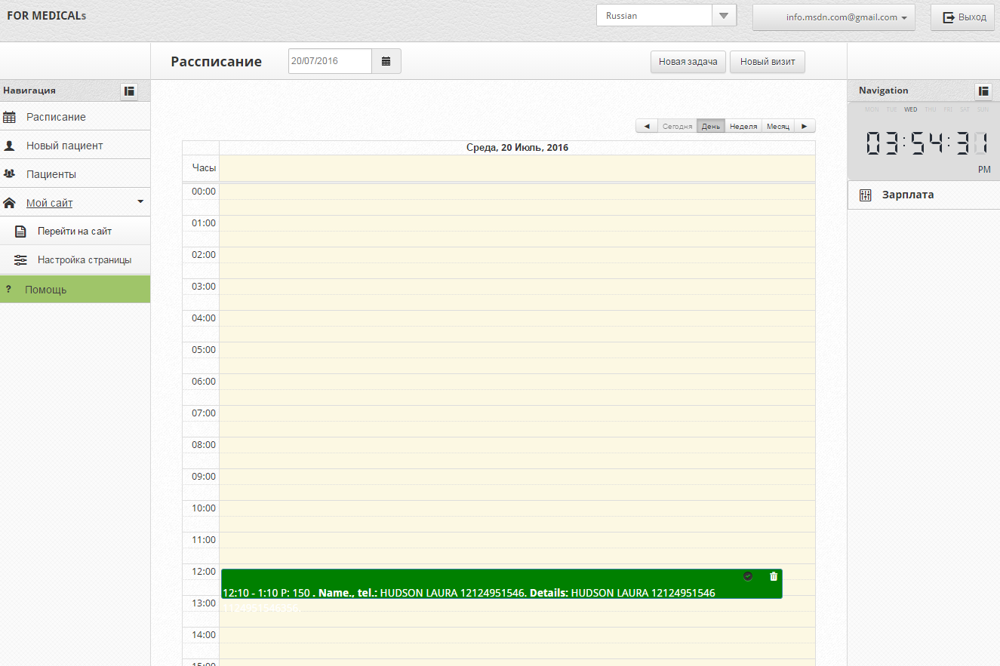 FOR MEDICALs
Russian
info.msdn.com@gmail.com
Выход
Рассписание
20/07/2016
Новая задача
Новый визит
Навигация
Расписание
Новый пациент
Пациенты
Мой сайт
Перейти на сайт
Настройка страницы
? Помощь
Сегодня День Неделя Месяц
Среда, 20 Июль, 2016
Часы
00:00
01:00
02:00
03:00
04:00
05:00
06:00
07:00
08:00
09:00
10:00
11:00
12:00
12:10 - 1:10 P: 150 . Name., tel.: HUDSON LAURA 12124951546. Details: HUDSON LAURA 12124951546
13:00
14:00
15:00
Navigation
MON TUE WED THU FRI SAT SUN
03:54:31
PM
Зарплата